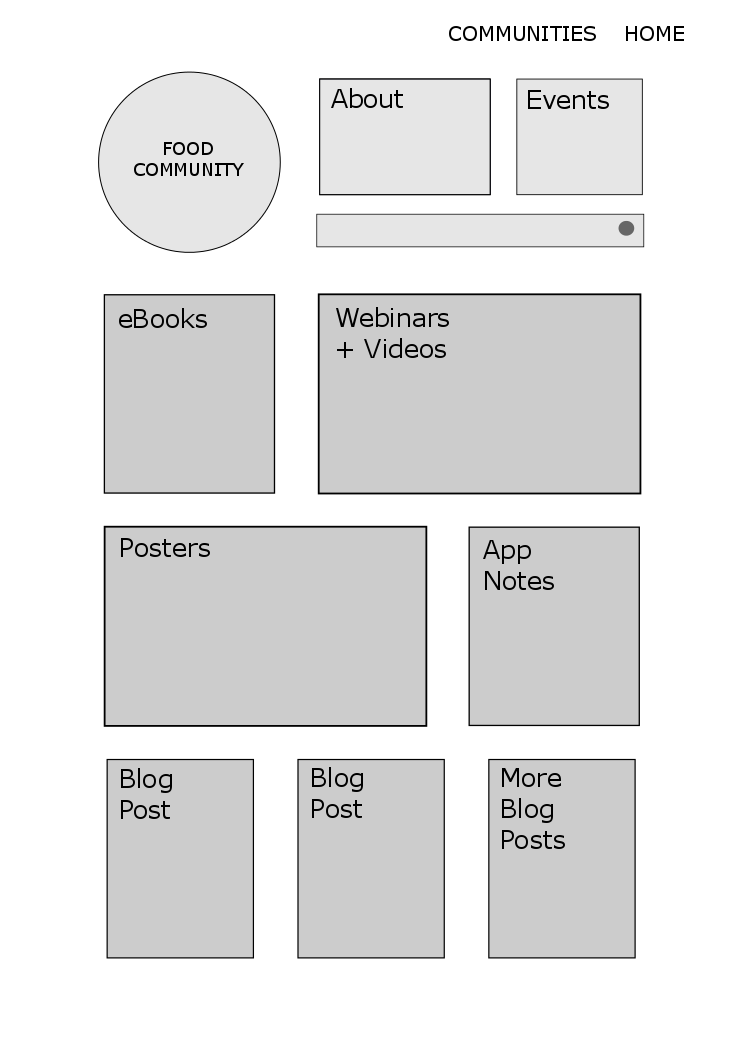 COMMUNITIES HOME
FOOD
COMMUNITY
About
Events
eBooks
Webinars
+ Videos
Posters
App
Notes
Blog
Post
Blog
Post
More
Blog
Posts